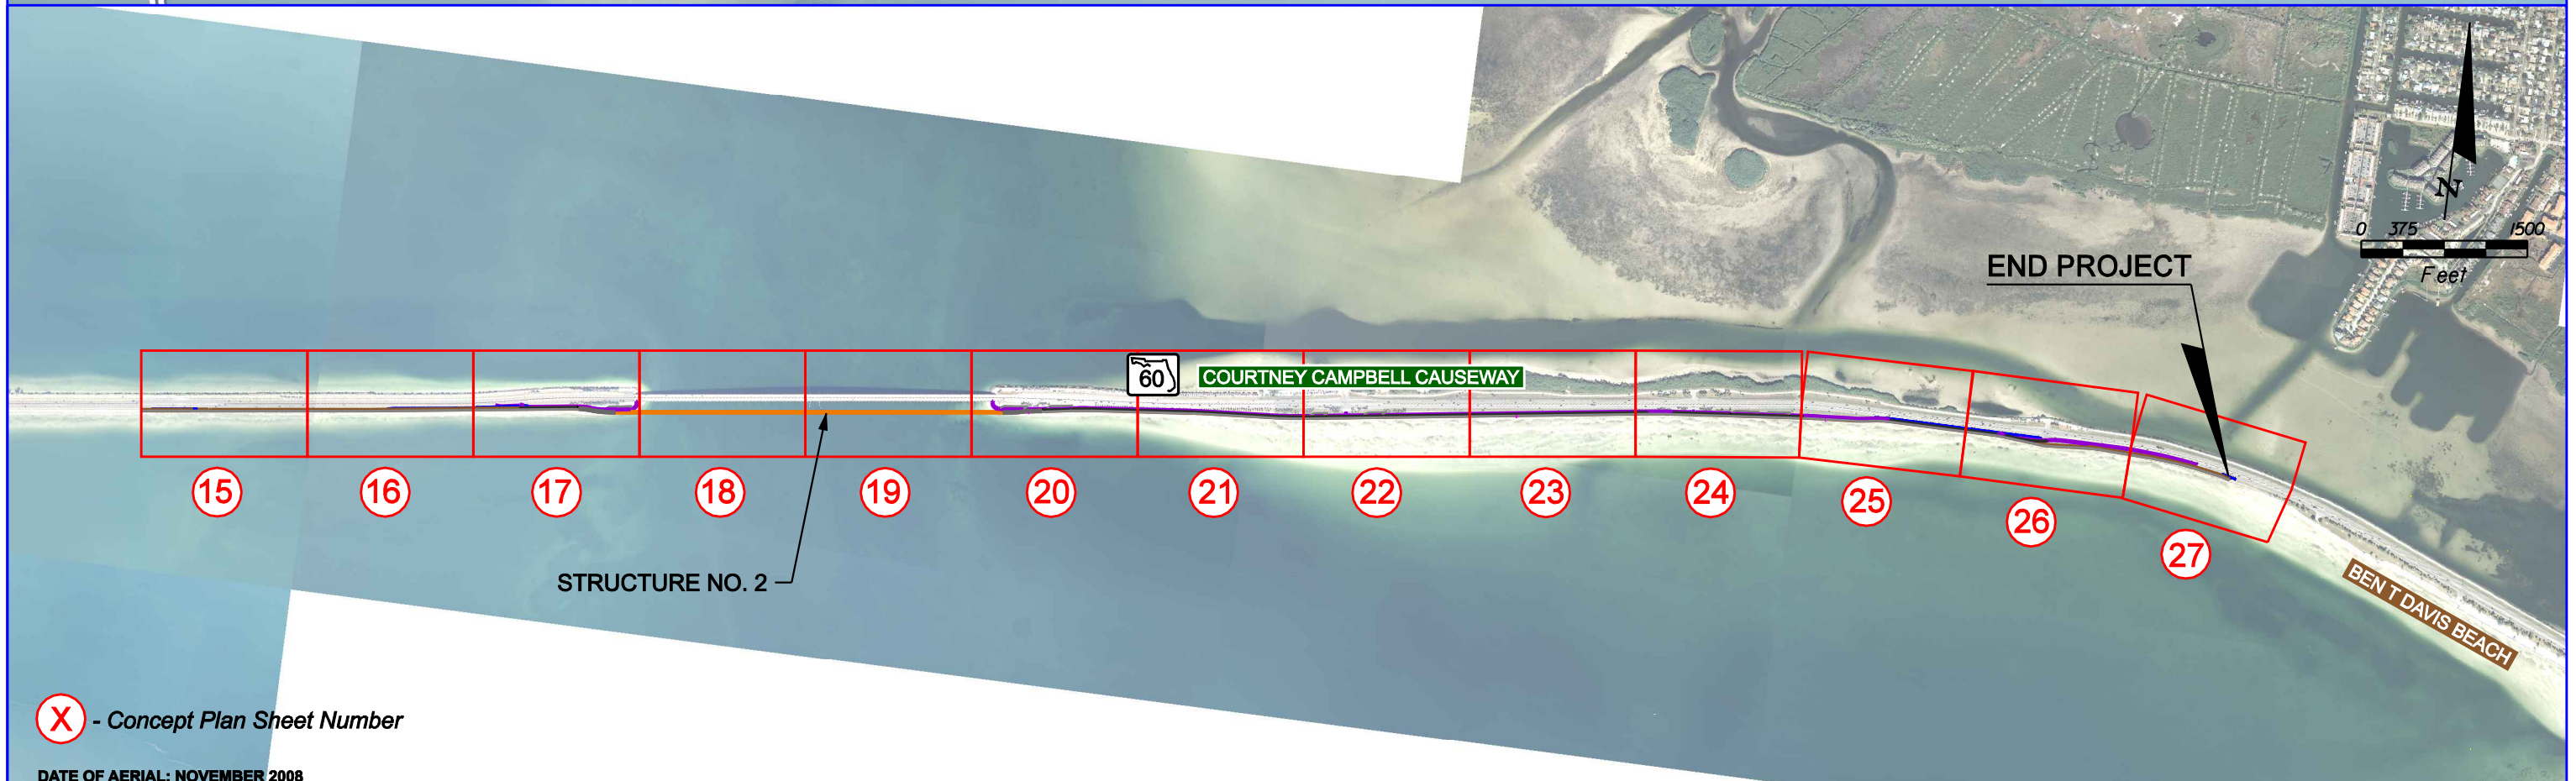 N
0 375 1500
Feet
END PROJECT
60
COURTNEY CAMPBELL CAUSEWAY
15 16 17 18 19 20 21 22 23 24 25 26 27
STRUCTURE NO. 2
BEN T DAVIS BEACH
X - Concept Plan Sheet Number
DATE OF AERIAL: NOVEMBER 2008